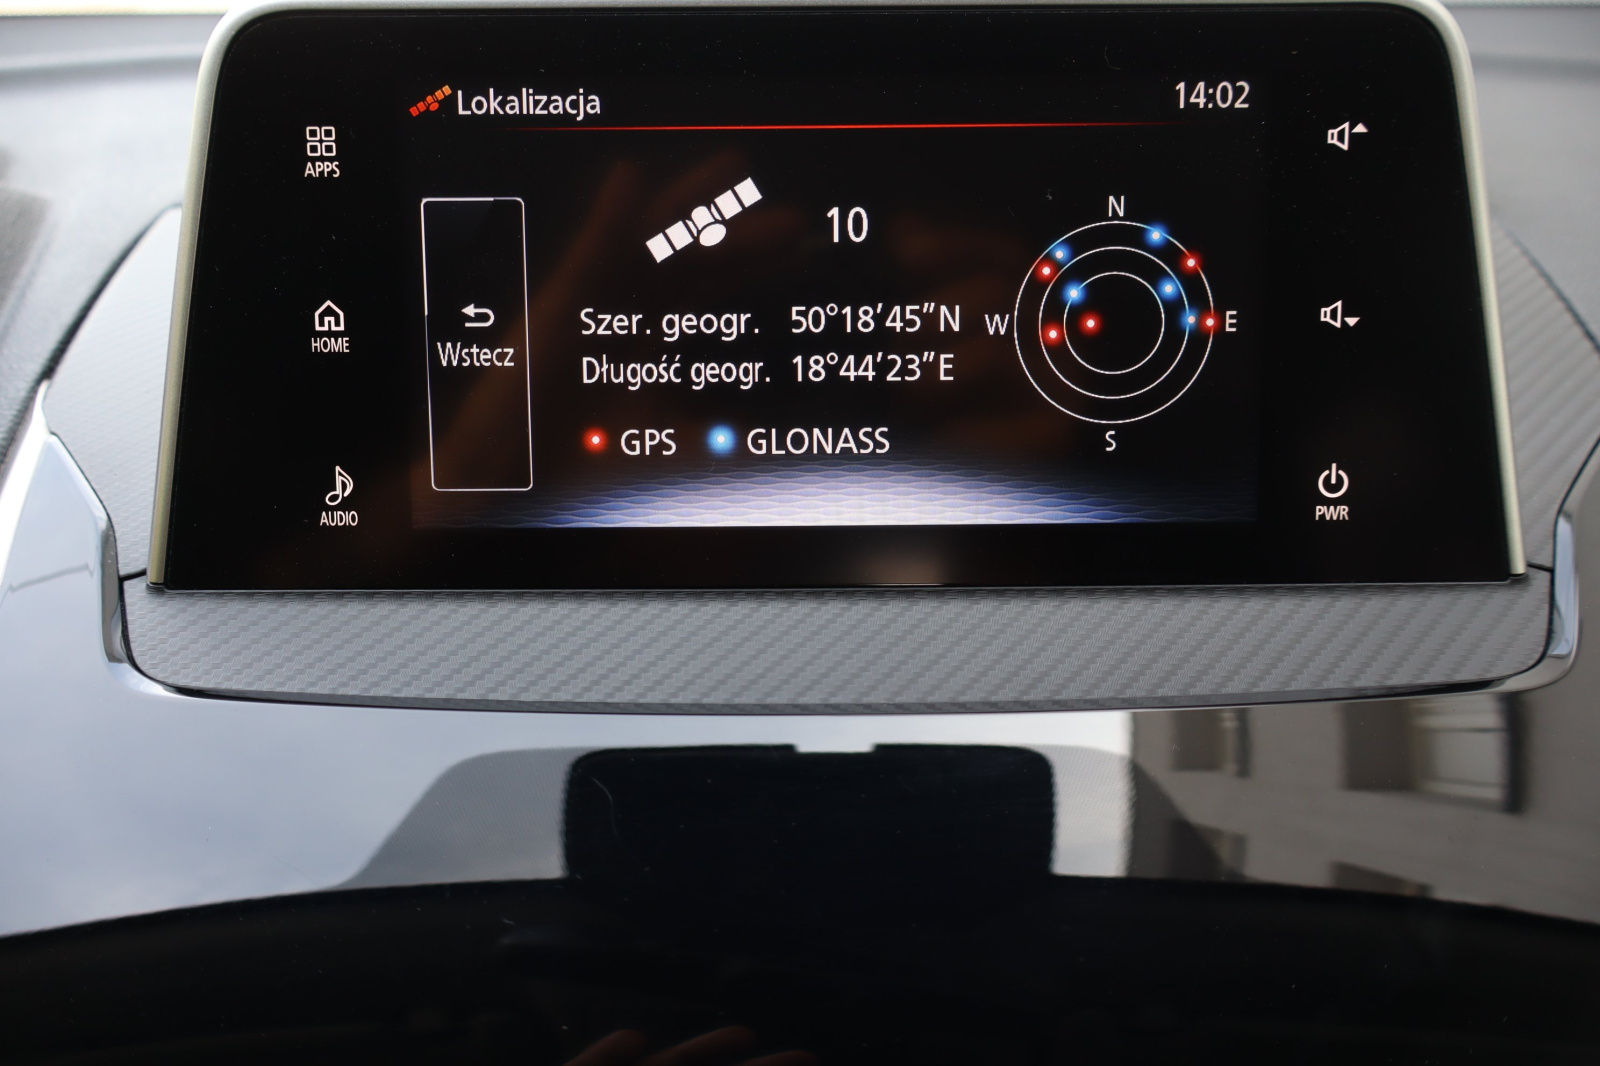 Lokalizacja
14:02
APPS
HOME
AUDIO
Wstecz
10
Szer. geogr. 50°18'45"N
Długość geogr. 18°44'23"E
GPS GLONASS
N
W
E
S
PWR